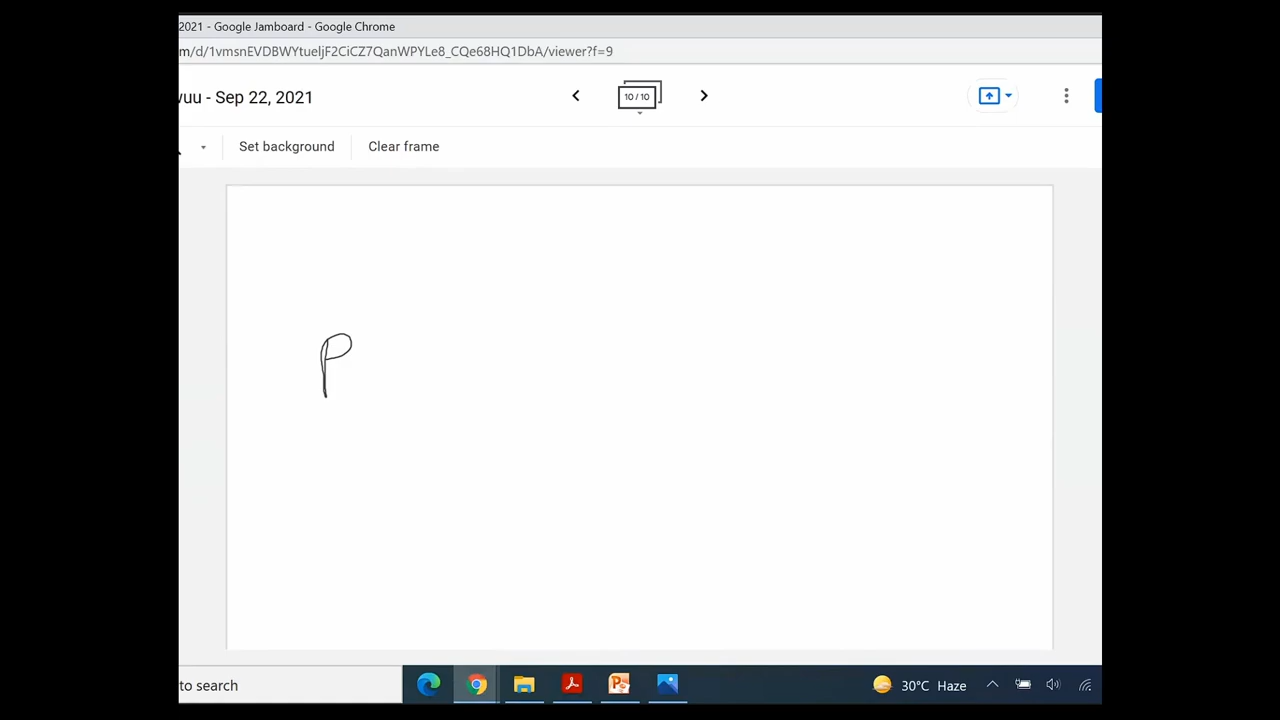 2021 - Google Jamboard - Google Chrome
m/d/1vmsnEVDBWYtueIjF2CiCZ7QanWPYLe8_CQe68HQ1DbA/viewer?f=9
wuu - Sep 22, 2021
10 / 10
Set background
Clear frame
P
to search
30°C Haze